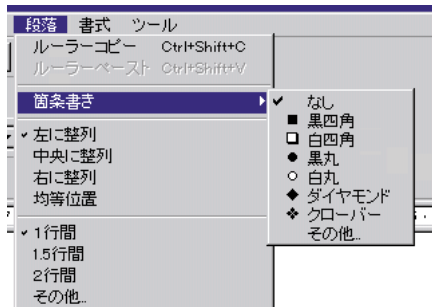 段落 書式 ツール
ルーラーコピー Ctrl+Shift+C
ルーラーペースト Ctrl+Shift+V
箇条書き
左に整列
中央に整列
右に整列
均等位置
1行間
1.5行間
2行間
その他...
なし
黒四角
白四角
黒丸
白丸
ダイヤモンド
クローバー
その他...